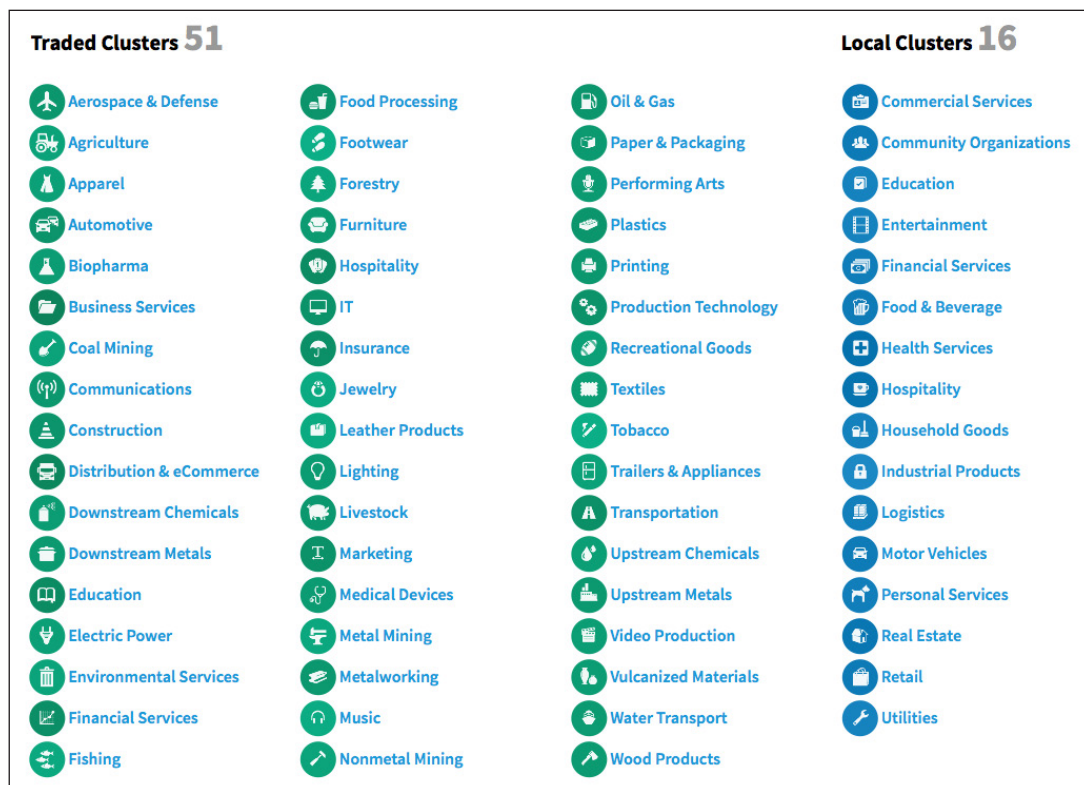 Traded Clusters 51
Aerospace & Defense
Agriculture
Apparel
Automotive
Biopharma
Business Services
Coal Mining
Communications
Construction
Distribution & eCommerce
Downstream Chemicals
Downstream Metals
Education
Electric Power
Environmental Services
Financial Services
Fishing
Food Processing
Footwear
Forestry
Furniture
Hospitality
IT
Insurance
Jewelry
Leather Products
Lighting
Livestock
Marketing
Medical Devices
Metal Mining
Metalworking
Music
Nonmetal Mining
Oil & Gas
Paper & Packaging
Performing Arts
Plastics
Printing
Production Technology
Recreational Goods
Textiles
Tobacco
Trailers & Appliances
Transportation
Upstream Chemicals
Upstream Metals
Video Production
Vulcanized Materials
Water Transport
Wood Products
Local Clusters 16
Commercial Services
Community Organizations
Education
Entertainment
Financial Services
Food & Beverage
Health Services
Hospitality
Household Goods
Industrial Products
Logistics
Motor Vehicles
Personal Services
Real Estate
Retail
Utilities